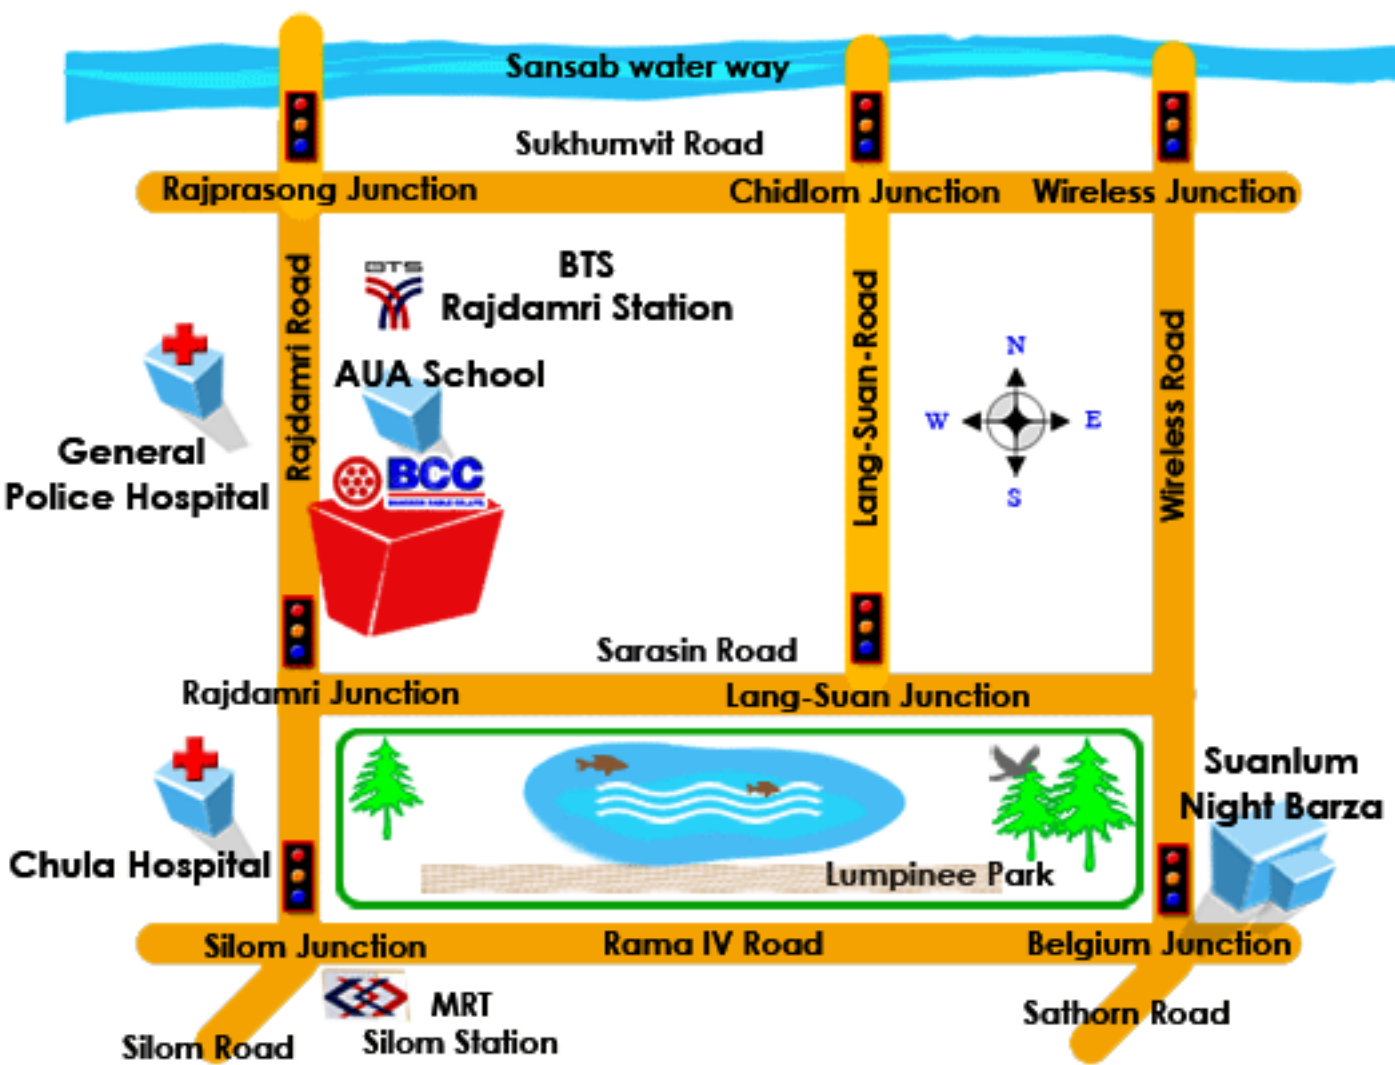 Sansab water way
Sukhumvit Road
Rajprasong Junction
Chidlom Junction
Wireless Junction
Rajdamri Road
BTS
BTS
Rajdamri Station
AUA School
General
Police Hospital
BCC
Lang-Suan-Road
N
W
E
S
Wireless Road
Sarasin Road
Rajdamri Junction
Lang-Suan Junction
Chula Hospital
Lumpinee Park
Suanlum
Night Barza
Silom Junction
Rama IV Road
Belgium Junction
MRT
Silom Station
Silom Road
Sathorn Road